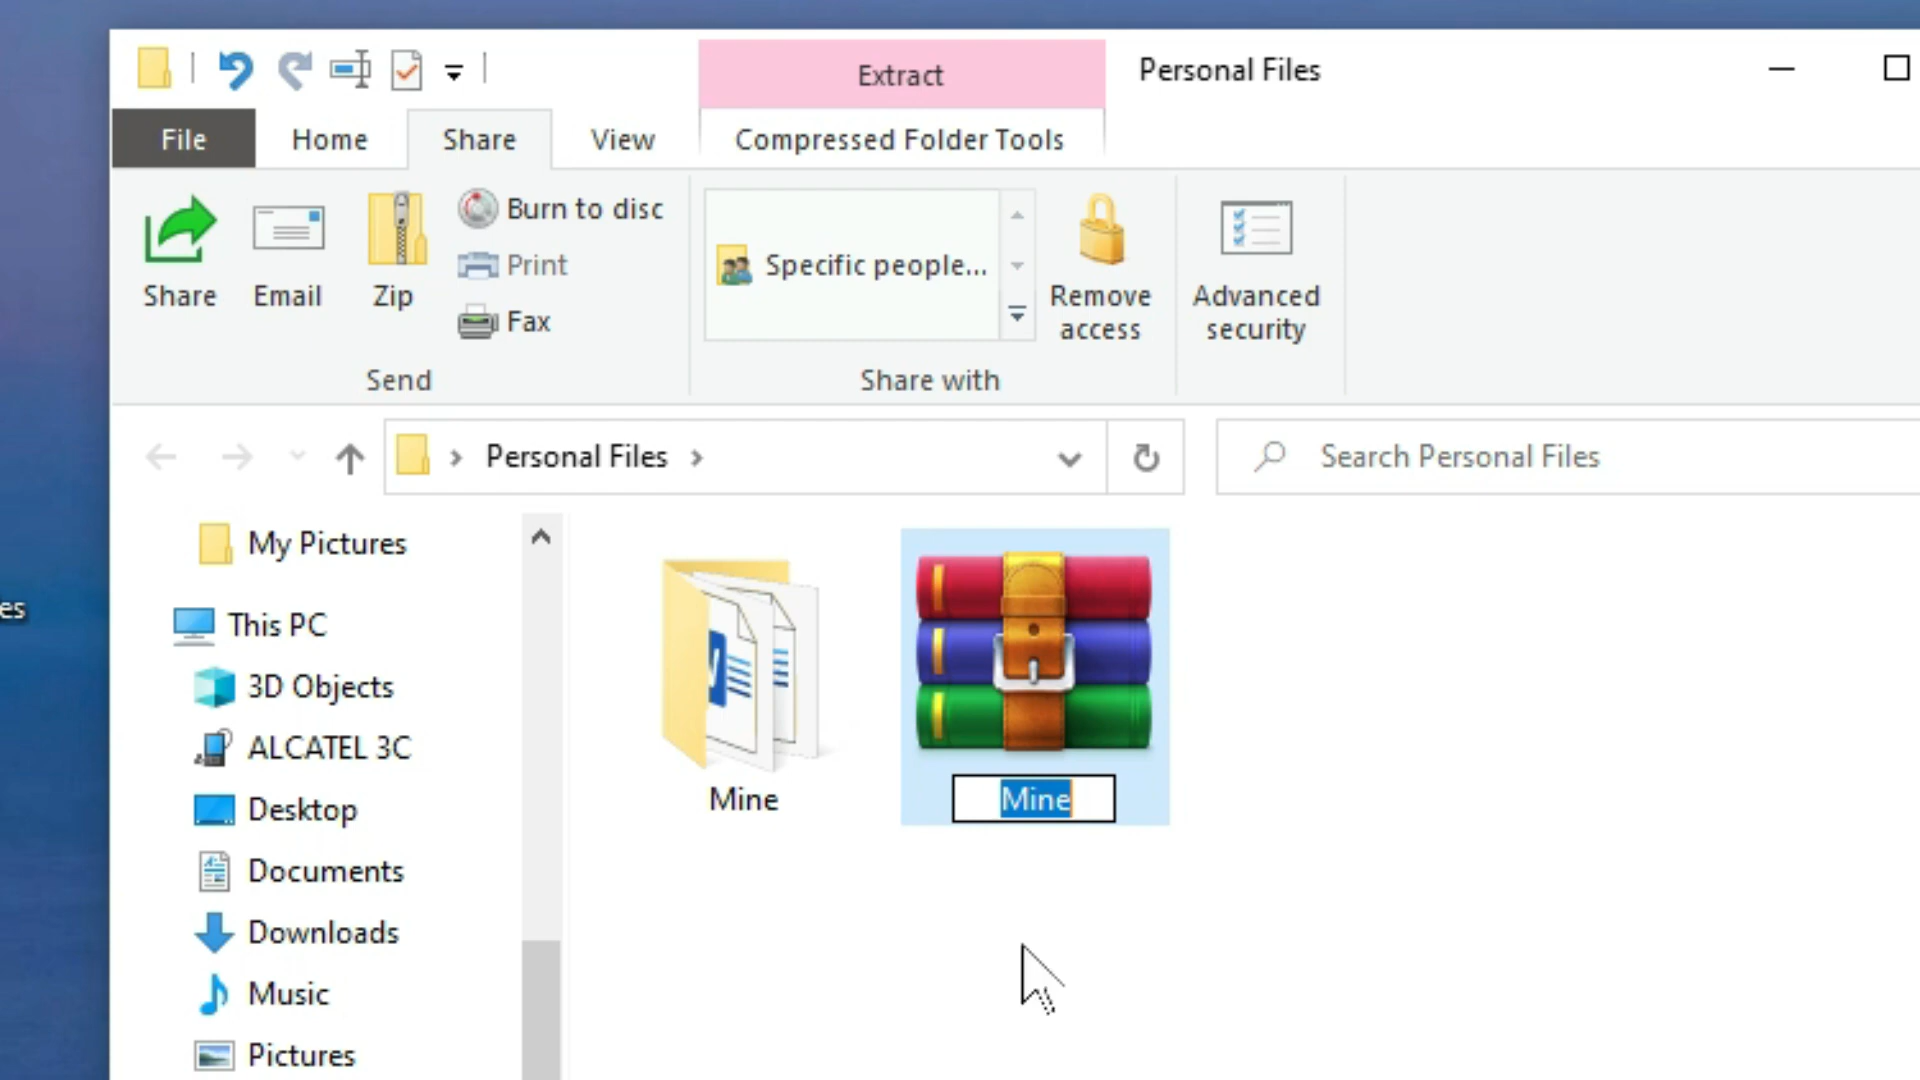 Extract
Personal Files
File
Home
Share
View
Compressed Folder Tools
Share
Email
Zip
Burn to disc
Print
Fax
Specific people...
Remove
access
Advanced
security
Send
Share with
Personal Files
Search Personal Files
es
My Pictures
This PC
3D Objects
ALCATEL 3C
Desktop
Documents
Downloads
Music
Pictures
Mine
Mine